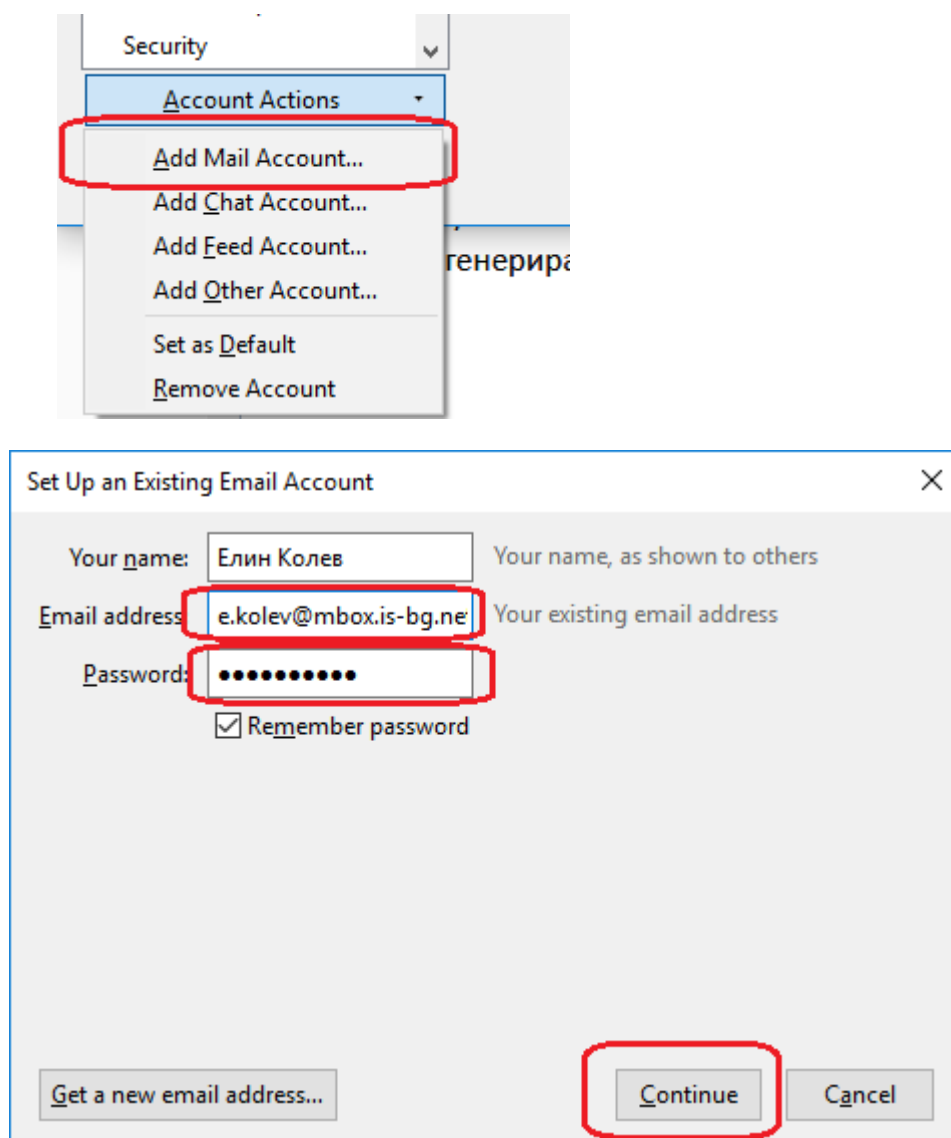 Security
Account Actions
Add Mail Account...
Add Chat Account...
Add Feed Account...
генерира
Add Other Account...
Set as Default
Remove Account
Set Up an Existing Email Account
Your name: Елин Колев Your name, as shown to others
Email address e.kolev@mbox.is-bg.ne Your existing email address
Password: ●●●●●●●●●●
Remember password
Get a new email address... Continue Cancel